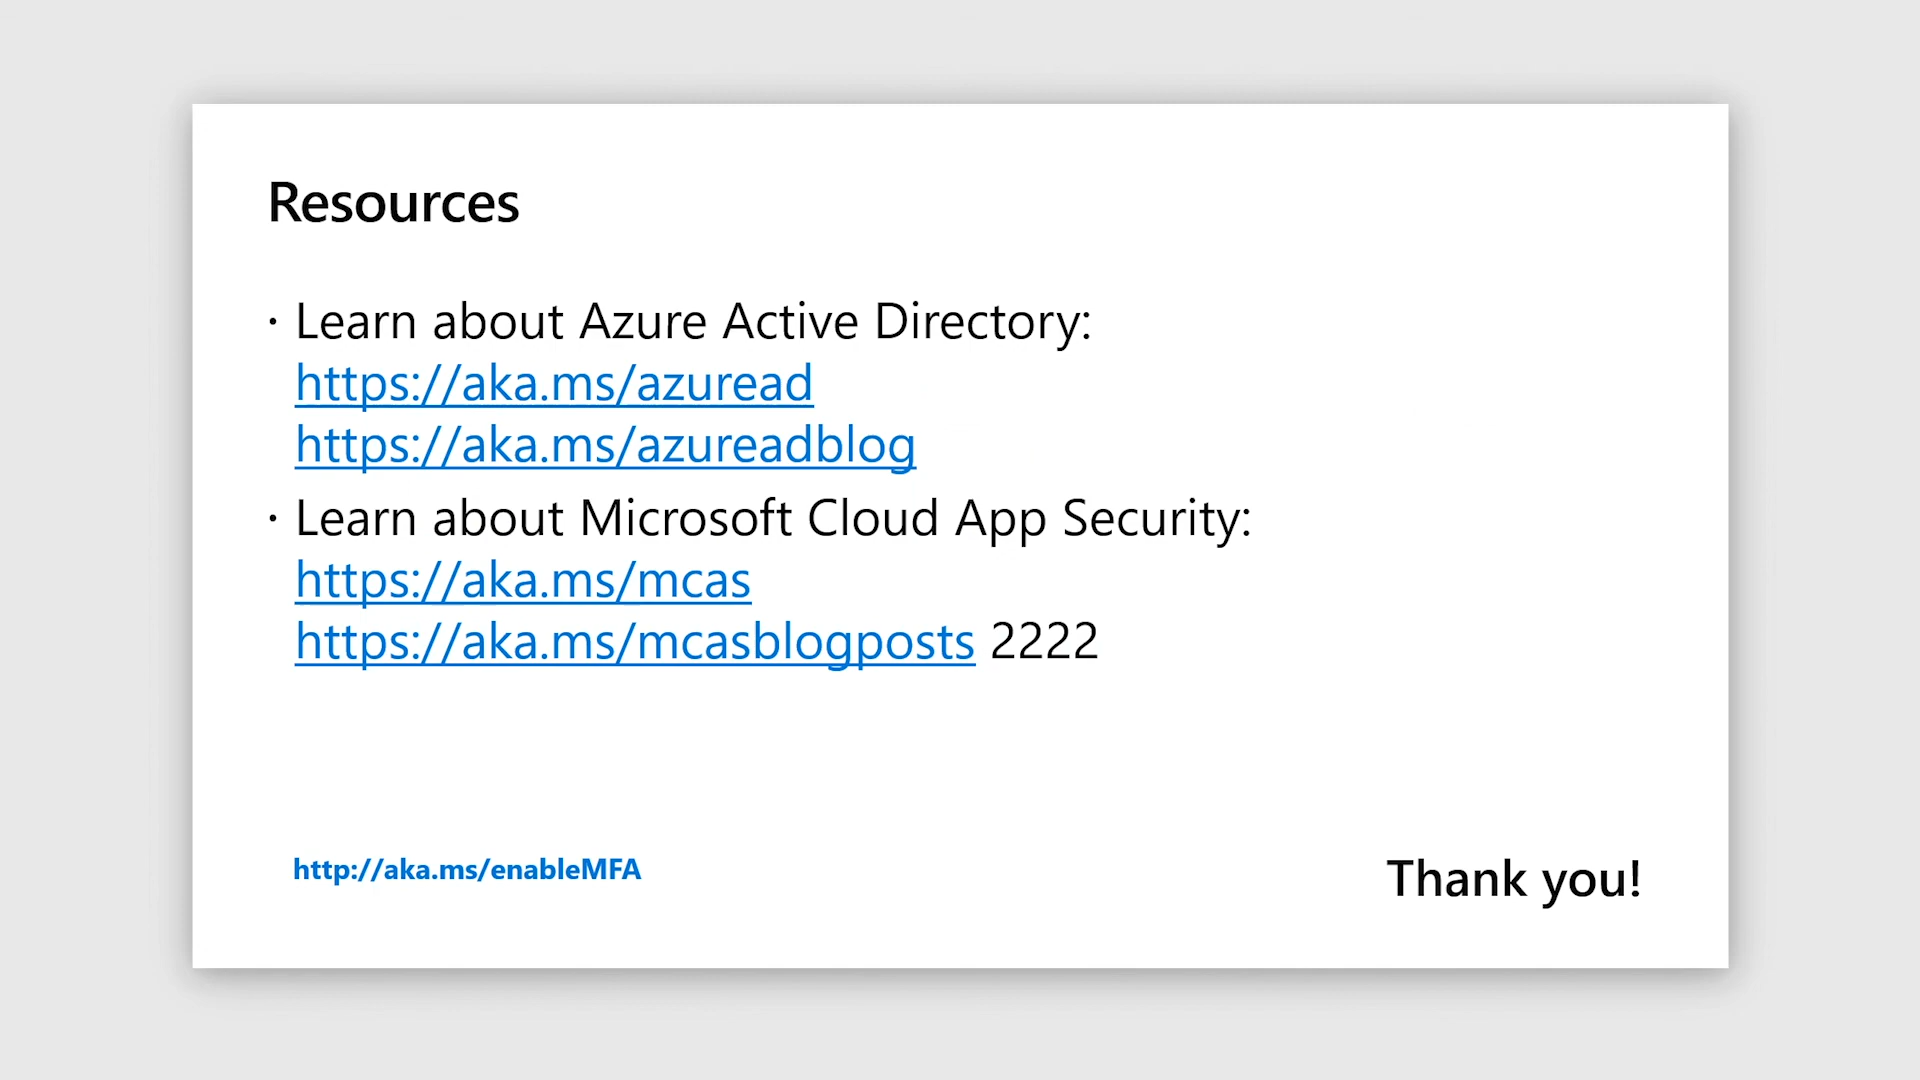 Resources
· Learn about Azure Active Directory:
https://aka.ms/azuread
https://aka.ms/azureadblog
· Learn about Microsoft Cloud App Security:
https://aka.ms/mcas
https://aka.ms/mcasblogposts 2222
http://aka.ms/enableMFA
Thank you!